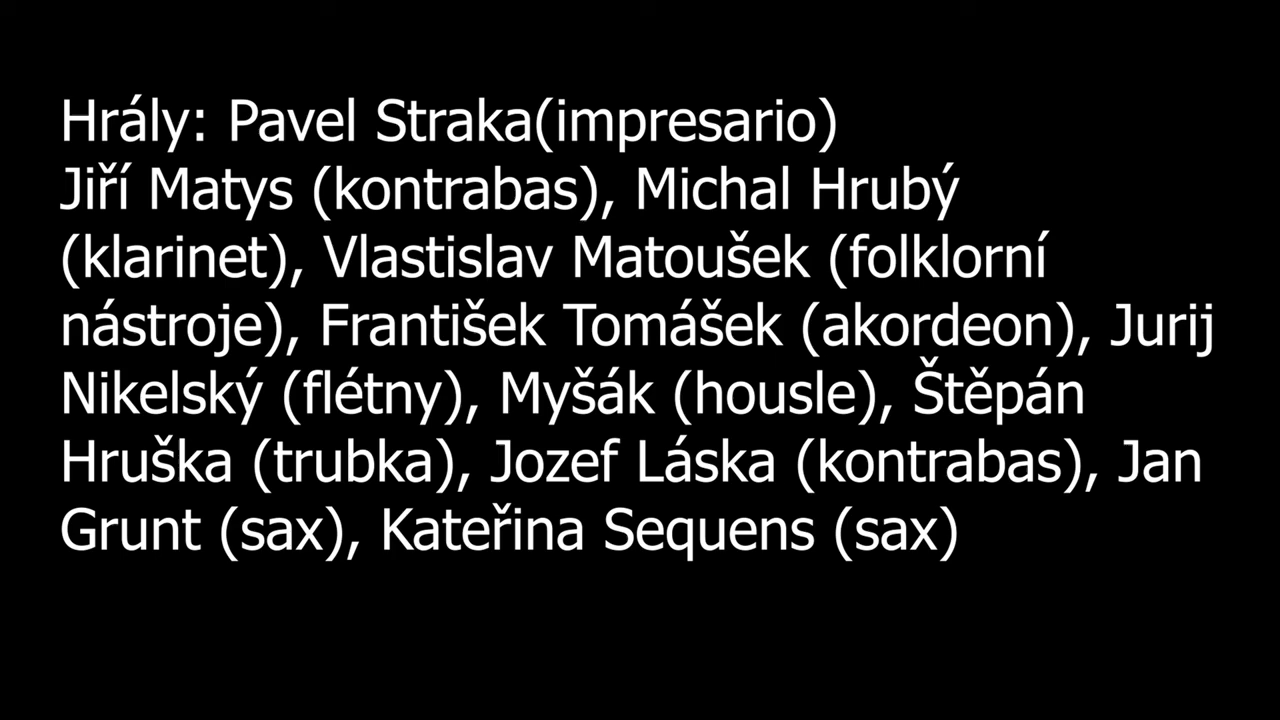 Hrály: Pavel Straka(impresario)
Jiří Matys (kontrabas), Michal Hrubý
(klarinet), Vlastislav Matoušek (folklorní
nástroje), František Tomášek (akordeon), Jurij
Nikelský (flétny), Myšák (housle), Štěpán
Hruška (trubka), Jozef Láska (kontrabas), Jan
Grunt (sax), Kateřina Sequens (sax)